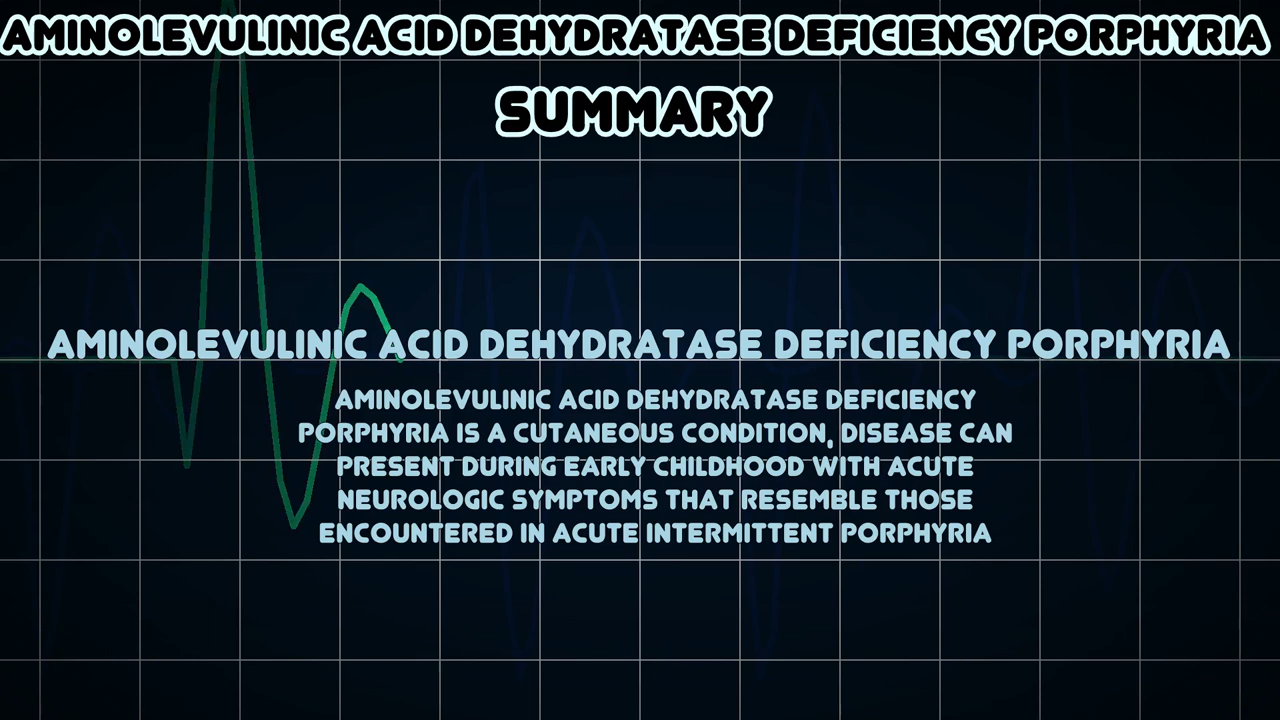 AMINOLEVULINIC ACID DEHYDRATASE DEFICIENCY PORPHYRIA
SUMMARY
AMINOLEVULINIC ACID DEHYDRATASE DEFICIENCY PORPHYRIA
AMINOLEVULINIC ACID DEHYDRATASE DEFICIENCY
PORPHYRIA IS A CUTANEOUS CONDITION, DISEASE CAN
PRESENT DURING EARLY CHILDHOOD WITH ACUTE
NEUROLOGIC SYMPTOMS THAT RESEMBLE THOSE
ENCOUNTERED IN ACUTE INTERMITTENT PORPHYRIA